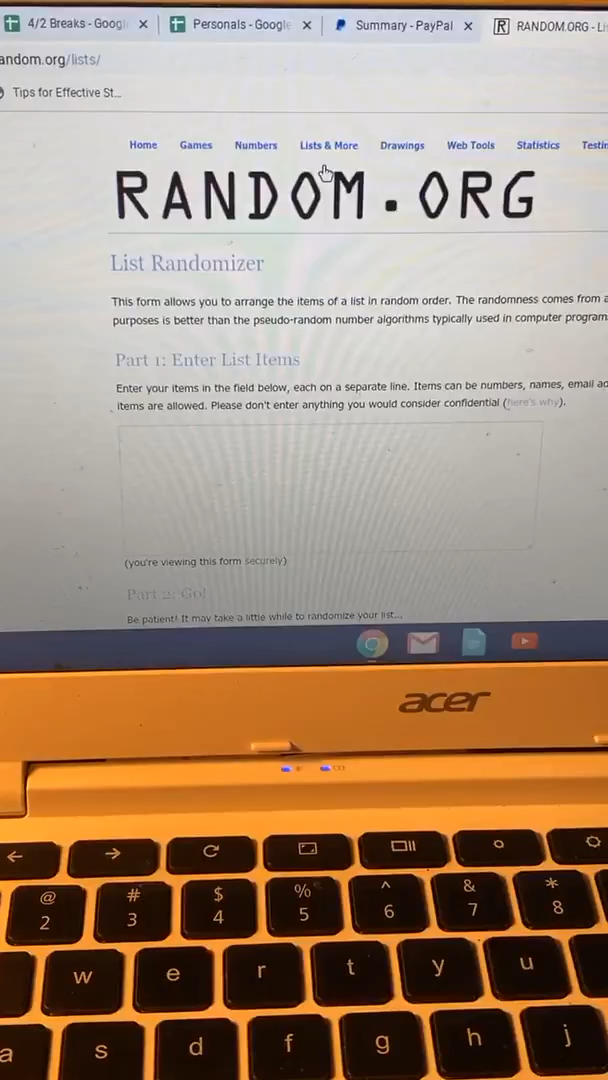 4/2 Breaks - Googl
Personals - Google
Summary - PayPal
RANDOM.ORG - Li
andom.org/lists/
Tips for Effective St...
Home Games Numbers Lists & More Drawings Web Tools Statistics Testin
RANDOM.ORG
List Randomizer
This form allows you to arrange the items of a list in random order. The randomness comes from a
purposes is better than the pseudo-random number algorithms typically used in computer program
Part 1: Enter List Items
Enter your items in the field below, each on a separate line. Items can be numbers, names, email ad
items are allowed. Please don't enter anything you would consider confidential (here's why).
(you're viewing this form securely)
Part 2: Go!
Be patient! It may take a little while to randomize your list...
acer
@ # $ % ^ & *
2 3 4 5 6 7 8
w e r t y u
a s d f g h j